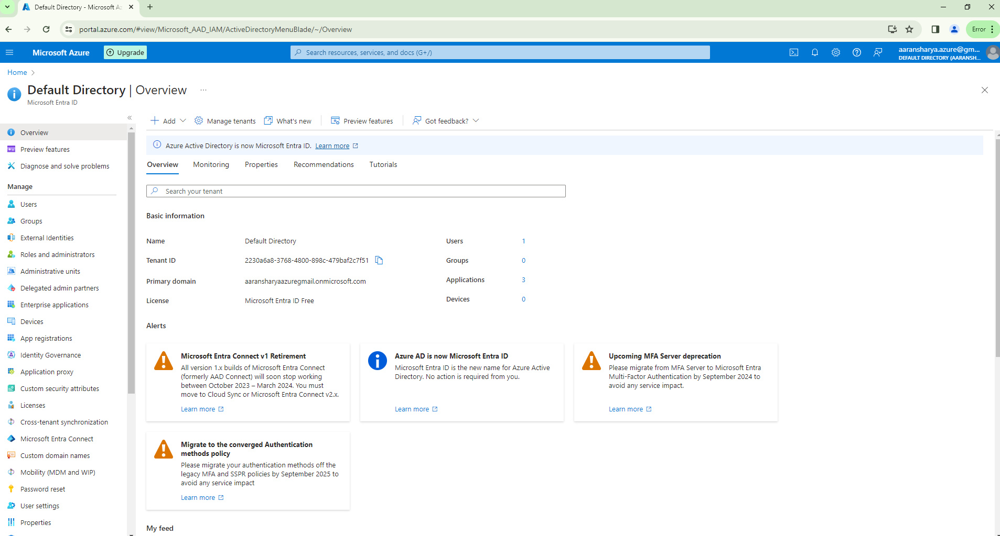 Default Directory - Microsoft Az
portal.azure.com/#view/Microsoft_AAD_IAM/ActiveDirectoryMenuBlade/~/Overview
Error
Microsoft Azure
Upgrade
Search resources, services, and docs (G+/)
aaransharya.azure@gm...
DEFAULT DIRECTORY (AARANSH...
Home
Default Directory | Overview
...
Microsoft Entra ID
Add
Manage tenants
What's new
Preview features
Got feedback?
Overview
Preview features
Diagnose and solve problems
Manage
Users
Groups
External Identities
Roles and administrators
Administrative units
Delegated admin partners
Enterprise applications
Devices
App registrations
Identity Governance
Application proxy
Custom security attributes
Licenses
Cross-tenant synchronization
Microsoft Entra Connect
Custom domain names
Mobility (MDM and WIP)
Password reset
User settings
Properties
Azure Active Directory is now Microsoft Entra ID. Learn more
Overview
Monitoring
Properties
Recommendations
Tutorials
Search your tenant
Basic information
Name
Default Directory
Users
1
Tenant ID
2230a6a8-3768-4800-898c-479baf2c7f51
Groups
0
Primary domain
aaransharyaazuregmail.onmicrosoft.com
Applications
3
License
Microsoft Entra ID Free
Devices
0
Alerts
Microsoft Entra Connect v1 Retirement
All version 1.x builds of Microsoft Entra Connect
(formerly AAD Connect) will soon stop working
between October 2023 – March 2024. You must
move to Cloud Sync or Microsoft Entra Connect v2.x.
Learn more
Azure AD is now Microsoft Entra ID
Microsoft Entra ID is the new name for Azure Active
Directory. No action is required from you.
Learn more
Upcoming MFA Server deprecation
Please migrate from MFA Server to Microsoft Entra
Multi-Factor Authentication by September 2024 to
avoid any service impact.
Learn more
Migrate to the converged Authentication
methods policy
Please migrate your authentication methods off the
legacy MFA and SSPR policies by September 2025 to
avoid any service impact
Learn more
My feed